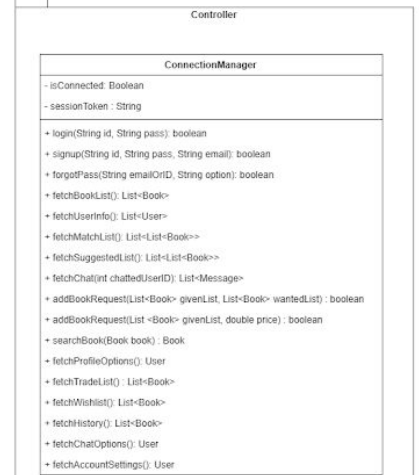 Controller
ConnectionManager
- isConnected: Boolean
- sessionToken : String
+ login(String id, String pass): boolean
+ signup(String id, String pass, String email): boolean
+ forgotPass(String emailOrID, String option): boolean
+ fetchBookList(): List<Book>
+ fetchUserInfo(): List<User>
+ fetchMatchList(): List<List<Book>>
+ fetchSuggestedList(): List<List<Book>>
+ fetchChat(int chattedUserID): List<Message>
+ addBookRequest(List<Book> givenList, List<Book> wantedList) : boolean
+ addBookRequest(List <Book> givenList, double price) : boolean
+ searchBook(Book book) : Book
+ fetchProfileOptions(): User
+ fetchTradeList() : List<Book>
+ fetchWishlist(): List<Book>
+ fetchHistory(): List<Book>
+ fetchChatOptions(): User
+ fetchAccountSettings(): User